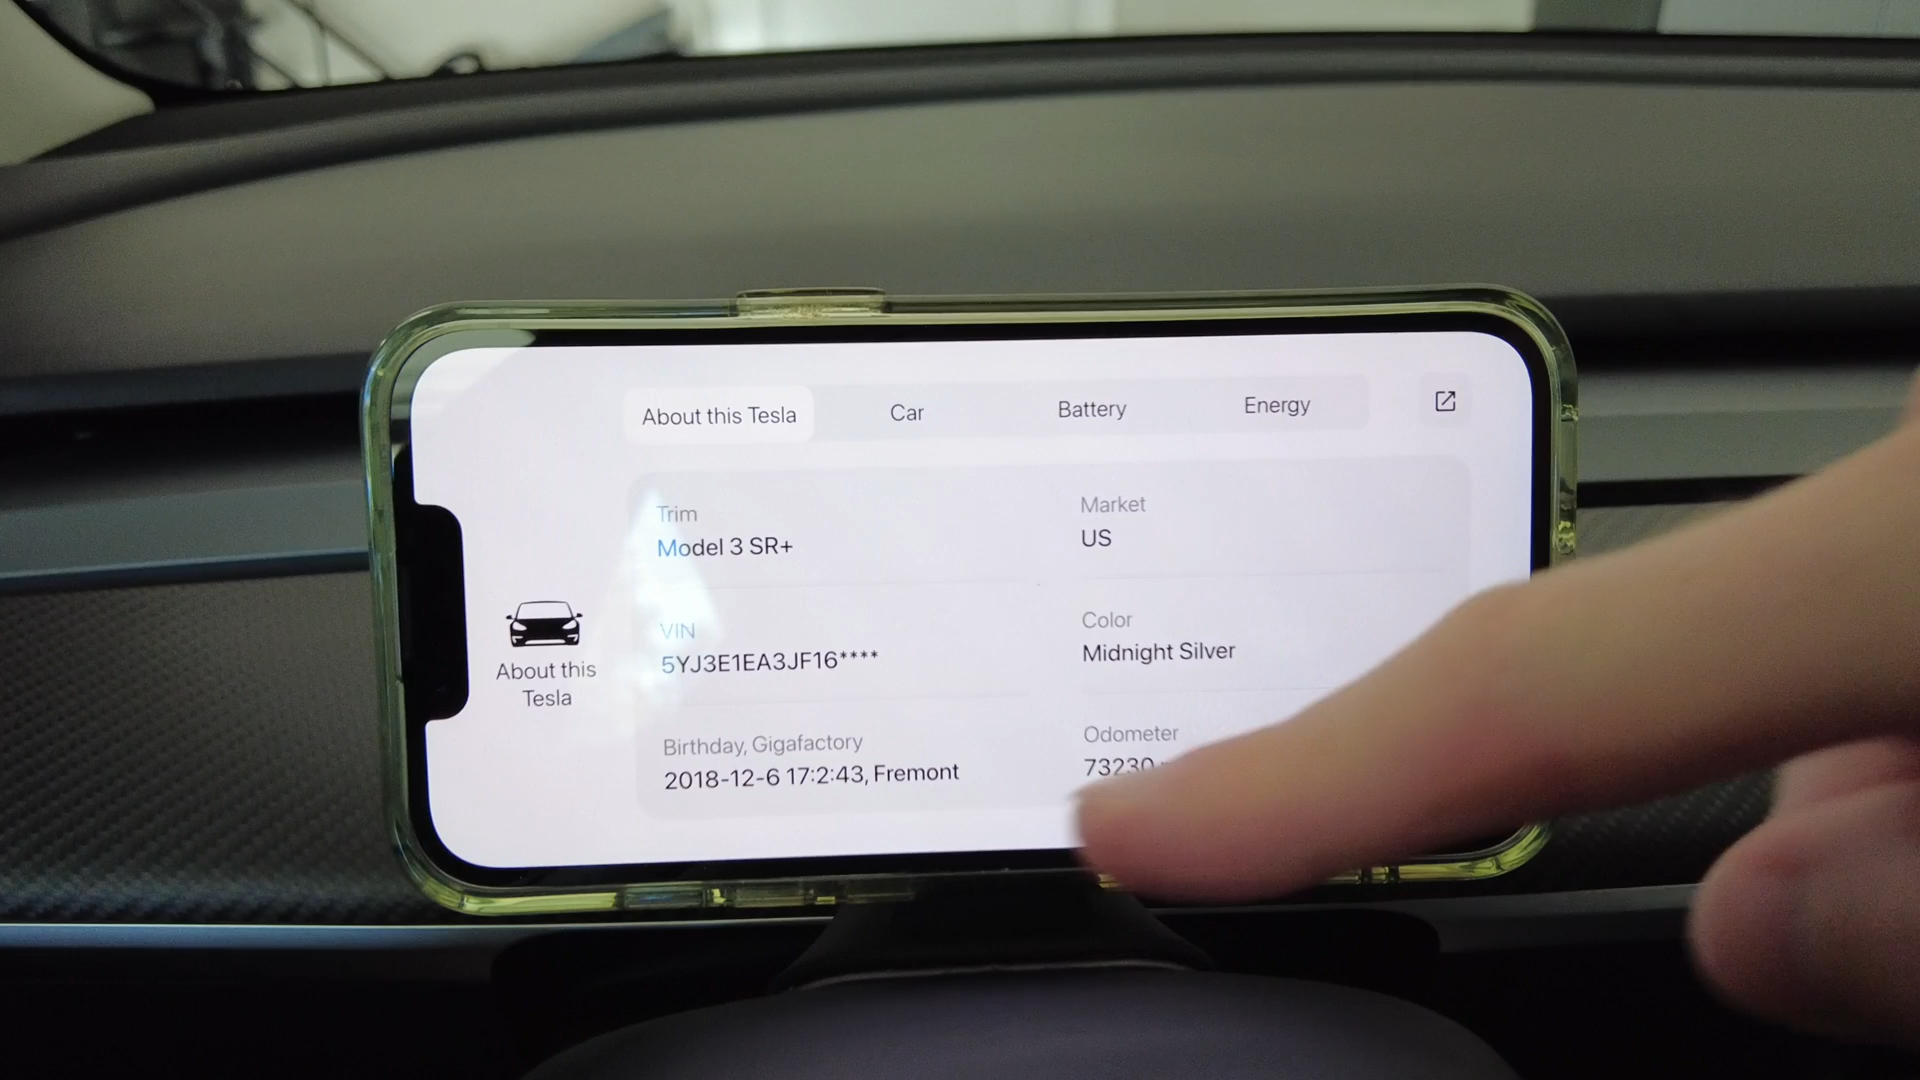 About this Tesla
Car
Battery
Energy
Trim
Model 3 SR+
Market
US
VIN
5YJ3E1EA3JF16****
Color
Midnight Silver
About this
Tesla
Birthday, Gigafactory
2018-12-6 17:2:43, Fremont
Odometer
73230